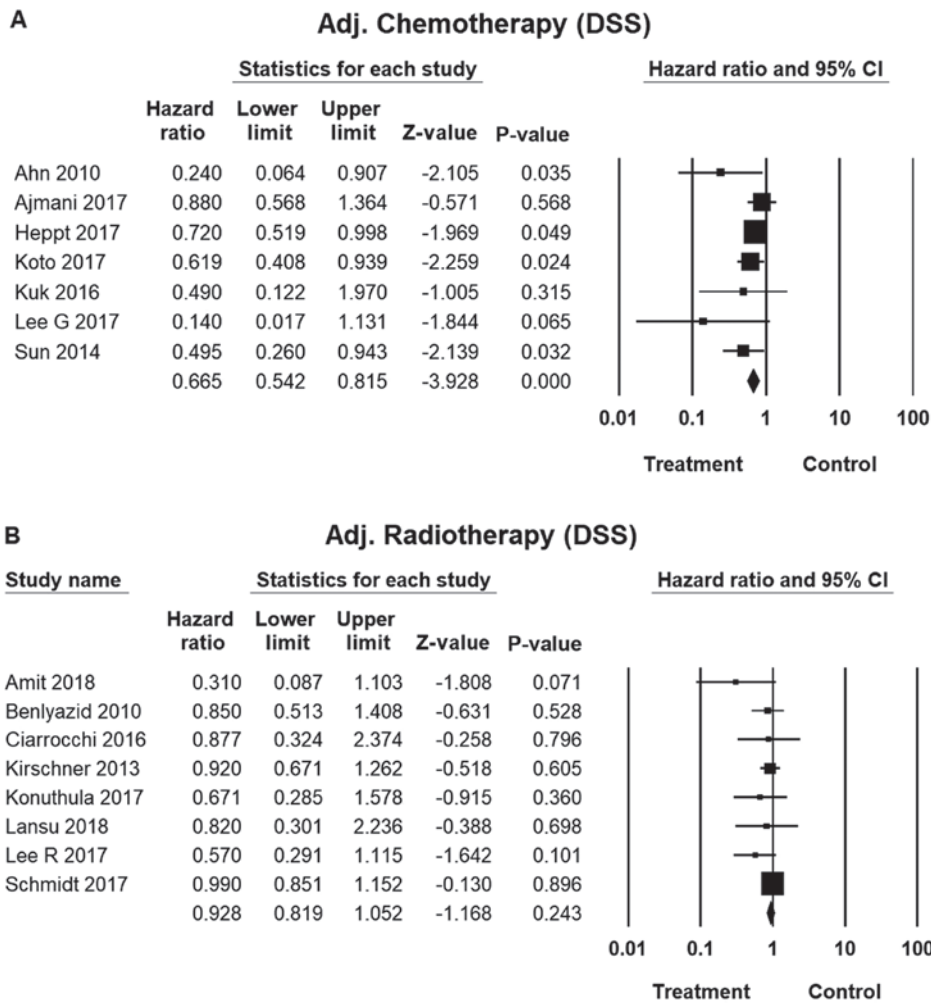 A
Adj. Chemotherapy (DSS)
Statistics for each study Hazard ratio and 95% CI
Hazard ratio Lower limit Upper limit Z-value P-value
Ahn 2010 0.240 0.064 0.907 -2.105 0.035
Ajmani 2017 0.880 0.568 1.364 -0.571 0.568
Heppt 2017 0.720 0.519 0.998 -1.969 0.049
Koto 2017 0.619 0.408 0.939 -2.259 0.024
Kuk 2016 0.490 0.122 1.970 -1.005 0.315
Lee G 2017 0.140 0.017 1.131 -1.844 0.065
Sun 2014 0.495 0.260 0.943 -2.139 0.032
0.665 0.542 0.815 -3.928 0.000
0.01 0.1 1 10 100
Treatment Control
B
Adj. Radiotherapy (DSS)
Study name Statistics for each study Hazard ratio and 95% CI
Hazard ratio Lower limit Upper limit Z-value P-value
Amit 2018 0.310 0.087 1.103 -1.808 0.071
Benlyazid 2010 0.850 0.513 1.408 -0.631 0.528
Ciarrocchi 2016 0.877 0.324 2.374 -0.258 0.796
Kirschner 2013 0.920 0.671 1.262 -0.518 0.605
Konuthula 2017 0.671 0.285 1.578 -0.915 0.360
Lansu 2018 0.820 0.301 2.236 -0.388 0.698
Lee R 2017 0.570 0.291 1.115 -1.642 0.101
Schmidt 2017 0.990 0.851 1.152 -0.130 0.896
0.928 0.819 1.052 -1.168 0.243
0.01 0.1 1 10 100
Treatment Control